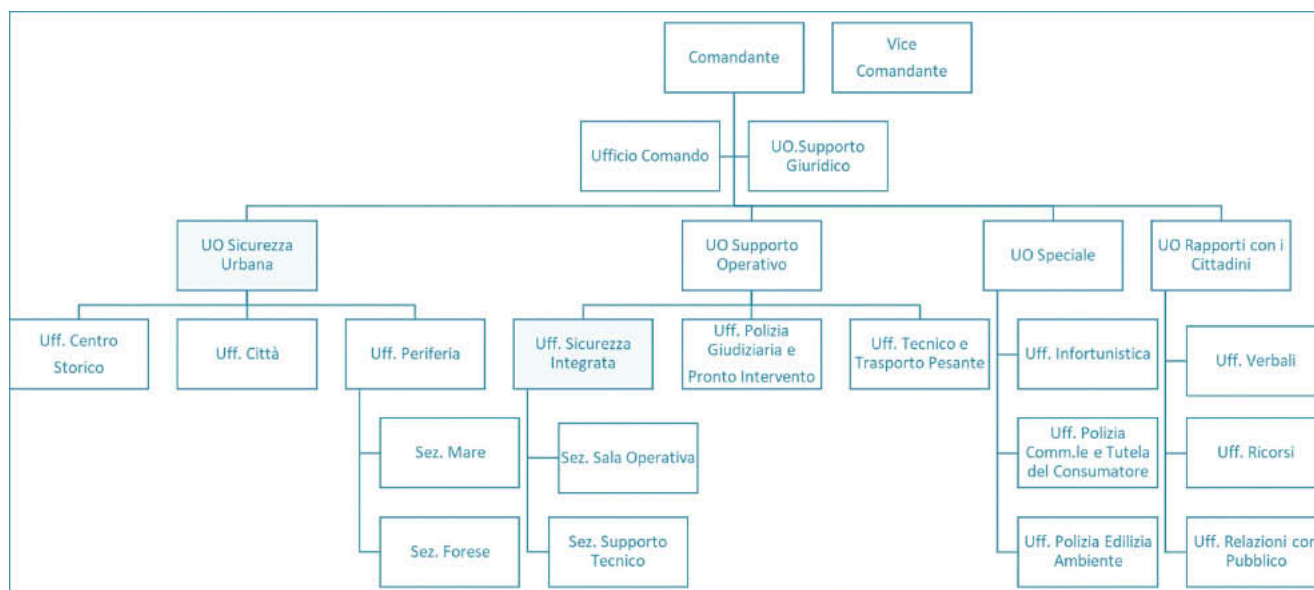 Comandante
Vice
Comandante
Ufficio Comando
UO.Supporto
Giuridico
UO Sicurezza
Urbana
UO Supporto
Operativo
UO Speciale
UO Rapporti con i
Cittadini
Uff. Centro
Storico
Uff. Città
Uff. Periferia
Uff. Sicurezza
Integrata
Uff. Polizia
Giudiziaria e
Pronto Intervento
Uff. Tecnico e
Trasporto Pesante
Uff. Infortunistica
Uff. Verbali
Sez. Mare
Sez. Sala Operativa
Uff. Polizia
Comm.le e Tutela
del Consumatore
Uff. Ricorsi
Sez. Forese
Sez. Supporto
Tecnico
Uff. Polizia Edilizia
Ambiente
Uff. Relazioni con
Pubblico